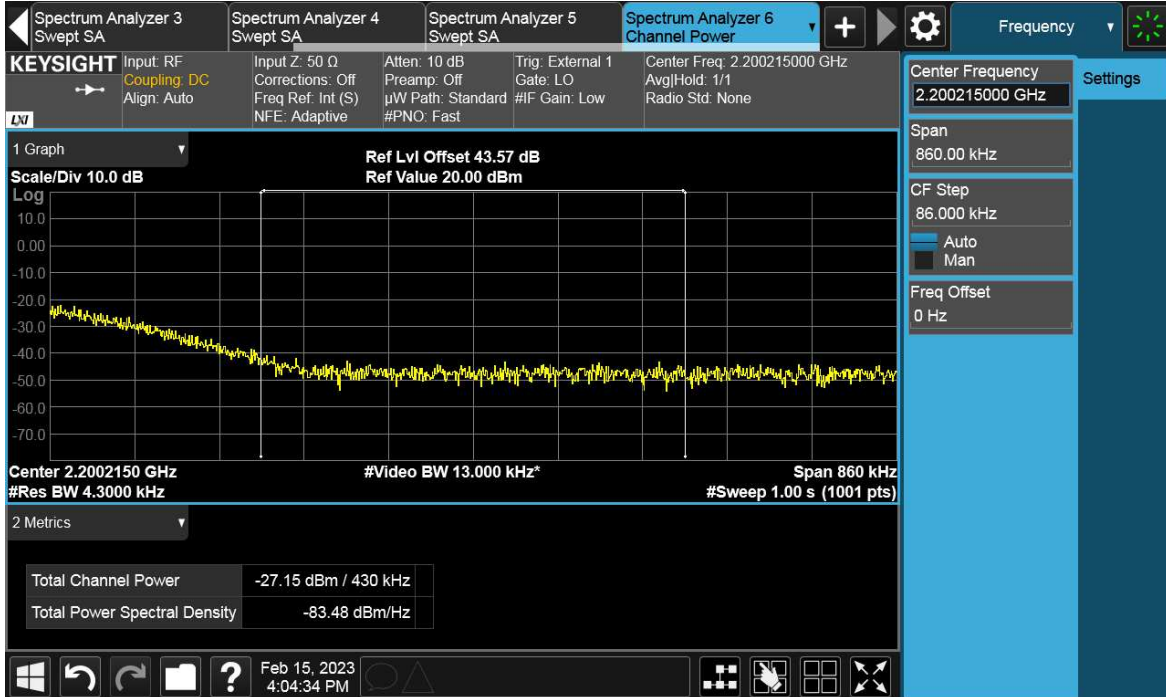 Spectrum Analyzer 3
Swept SA
Spectrum Analyzer 4
Swept SA
Spectrum Analyzer 5
Swept SA
Spectrum Analyzer 6
Channel Power
+
Frequency
KEYSIGHT
LXI
Input: RF
Coupling: DC
Align: Auto
Input Z: 50 Ω
Corrections: Off
Freq Ref: Int (S)
NFE: Adaptive
Atten: 10 dB
Preamp: Off
µW Path: Standard
#PNO: Fast
Trig: External 1
Gate: LO
#IF Gain: Low
Center Freq: 2.200215000 GHz
Avg|Hold: 1/1
Radio Std: None
Center Frequency
2.200215000 GHz
Settings
Span
860.00 kHz
CF Step
86.000 kHz
Auto
Man
Freq Offset
0 Hz
1 Graph
Scale/Div 10.0 dB
Ref Lvl Offset 43.57 dB
Ref Value 20.00 dBm
Log
10.0
0.00
-10.0
-20.0
-30.0
-40.0
-50.0
-60.0
-70.0
Center 2.2002150 GHz
#Video BW 13.000 kHz*
Span 860 kHz
#Res BW 4.3000 kHz
#Sweep 1.00 s (1001 pts)
2 Metrics
Total Channel Power -27.15 dBm / 430 kHz
Total Power Spectral Density -83.48 dBm/Hz
?
Feb 15, 2023
4:04:34 PM